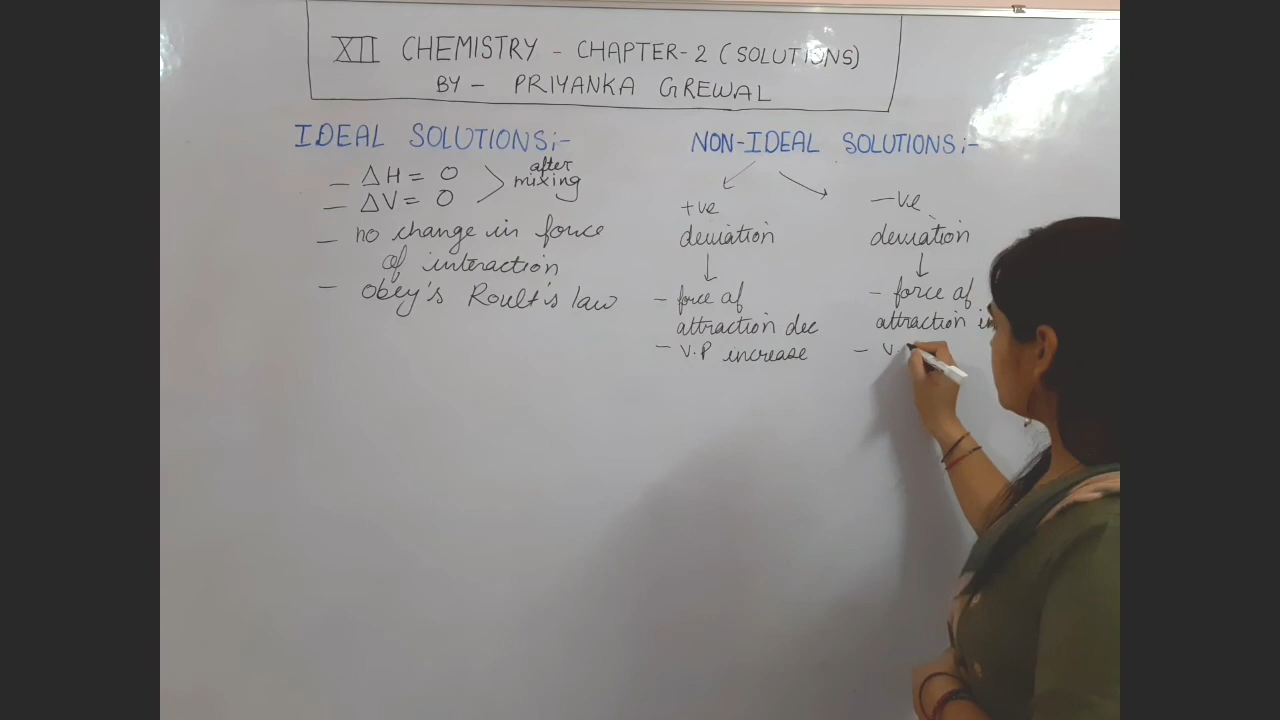 XII CHEMISTRY - CHAPTER-2 (SOLUTIONS)
BY - PRIYANKA GREWAL
IDEAL SOLUTIONS:-
- ΔH = 0
- ΔV = 0
after
mixing
- no change in force
of interaction
- Obey's Roult's law
NON-IDEAL SOLUTIONS:-
+ve
deviation
- force of
attraction dec
- V.P increase
-ve
deviation
- force of
attraction in
- V.